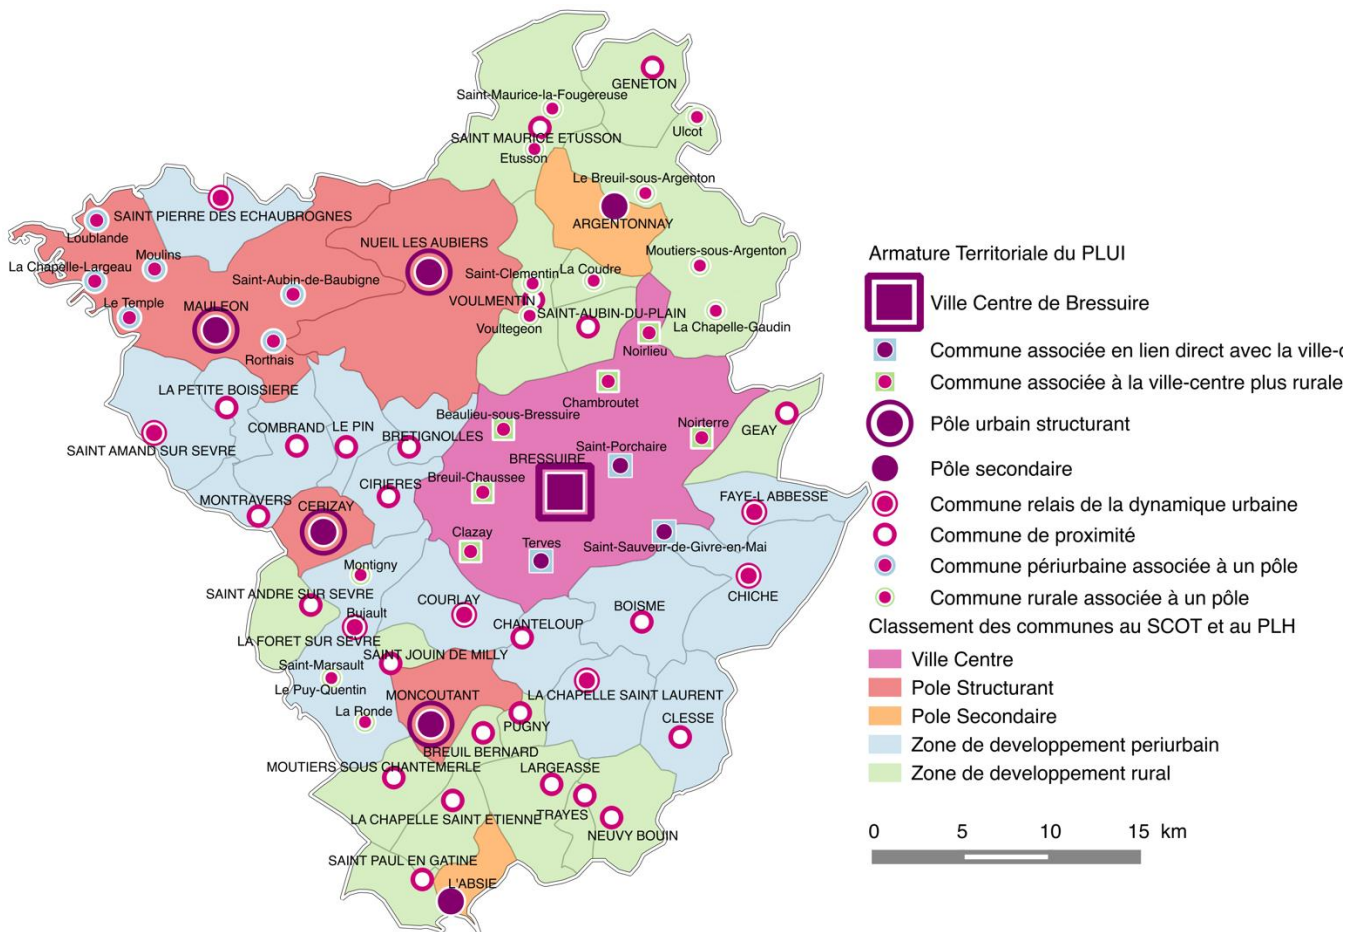 GENETON
Saint-Maurice-la-Fougereuse
Ulcot
SAINT MAURICE ETUSSON
Etusson
Le Breuil-sous-Argenton
SAINT PIERRE DES ECHAUBROGNES
ARGENTONNAY
Loublande
NUEIL LES AUBIERS
Moutiers-sous-Argenton
Moulins
La Chapelle-Largeau
Saint-Aubin-de-Baubigne
Saint-Clementin
La Coudre
Le Temple
MAULEON
VOULMENTIN
Voultegeon
SAINT-AUBIN-DU-PLAIN
La Chapelle-Gaudin
Rorthais
Noirlieu
LA PETITE BOISSIERE
Chambroutet
Beaulieu-sous-Bressuire
COMBRAND
LE PIN
BRETIGNOLLES
Noirterre
GEAY
SAINT AMAND SUR SEVRE
Saint-Porchaire
BRESSUIRE
Breuil-Chaussee
CIRIERES
MONTRAVERS
CERIZAY
FAYE-L ABBESSE
Clazay
Terves
Saint-Sauveur-de-Givre-en-Mai
Montigny
SAINT ANDRE SUR SEVRE
COURLAY
BOISME
CHICHE
Bujault
CHANTELOUP
LA FORET SUR SEVRE
SAINT JOUIN DE MILLY
Saint-Marsault
Le Puy-Quentin
MONCOUTANT
LA CHAPELLE SAINT LAURENT
La Ronde
PUGNY
CLESSE
BREUIL BERNARD
MOUTIERS SOUS CHANTEMERLE
LARGEASSE
LA CHAPELLE SAINT ETIENNE
TRAYES
NEUVY BOUIN
SAINT PAUL EN GATINE
L'ABSIE
Armature Territoriale du PLUI
Ville Centre de Bressuire
Commune associée en lien direct avec la ville-
Commune associée à la ville-centre plus rurale
Pôle urbain structurant
Pôle secondaire
Commune relais de la dynamique urbaine
Commune de proximité
Commune périurbaine associée à un pôle
Commune rurale associée à un pôle
Classement des communes au SCOT et au PLH
Ville Centre
Pole Structurant
Pole Secondaire
Zone de developpement periurbain
Zone de developpement rural
0 5 10 15 km